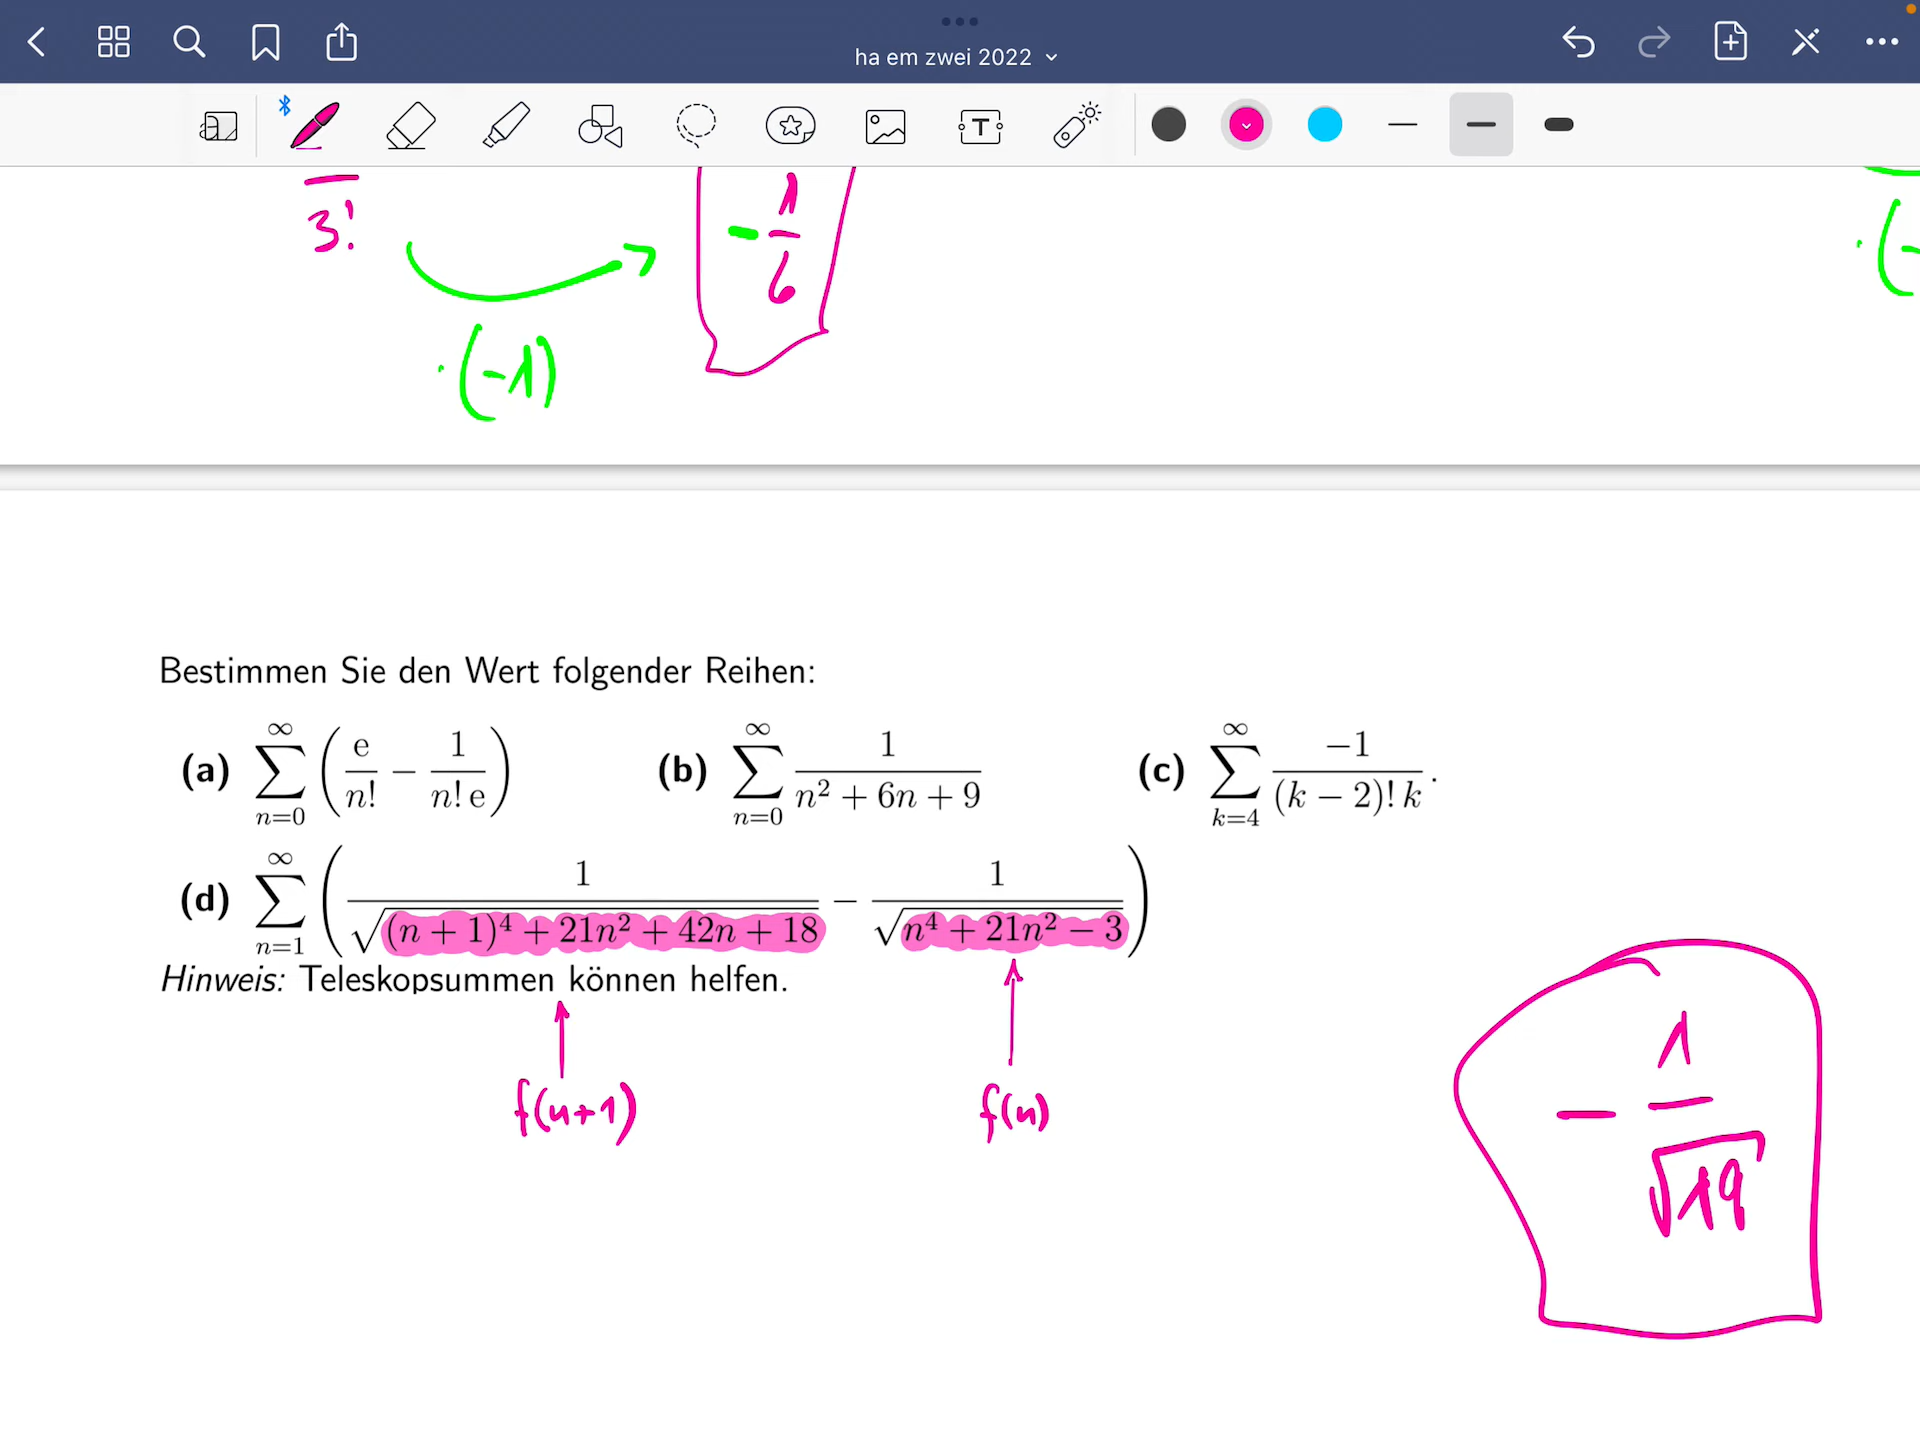 ha em zwei 2022
a
T
3!
-1/6
·(-1)
·(-
Bestimmen Sie den Wert folgender Reihen:
(a) ∑_{n=0}^{∞} (e/n! − 1/(n! e)) (b) ∑_{n=0}^{∞} 1/(n² + 6n + 9) (c) ∑_{k=4}^{∞} −1/((k − 2)! k).
(d) ∑_{n=1}^{∞} (1/√((n + 1)⁴ + 21n² + 42n + 18) − 1/√(n⁴ + 21n² − 3))
Hinweis: Teleskopsummen können helfen.
f(n+1) f(n)
- 1/√19